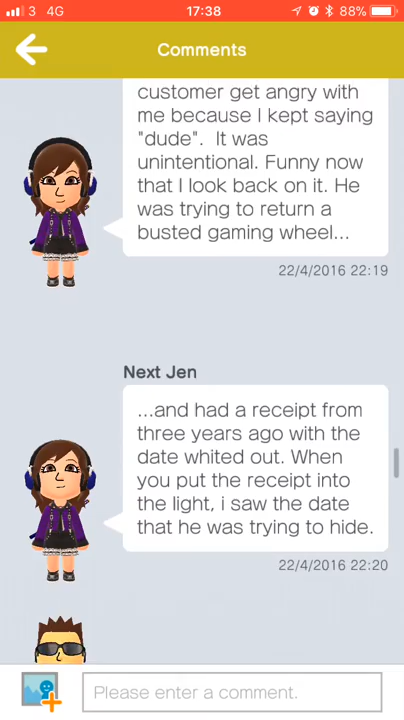 3 4G 17:38 88%
Comments
customer get angry with
me because I kept saying
"dude". It was
unintentional. Funny now
that I look back on it. He
was trying to return a
busted gaming wheel...
22/4/2016 22:19
Next Jen
...and had a receipt from
three years ago with the
date whited out. When
you put the receipt into
the light, i saw the date
that he was trying to hide.
22/4/2016 22:20
Please enter a comment.